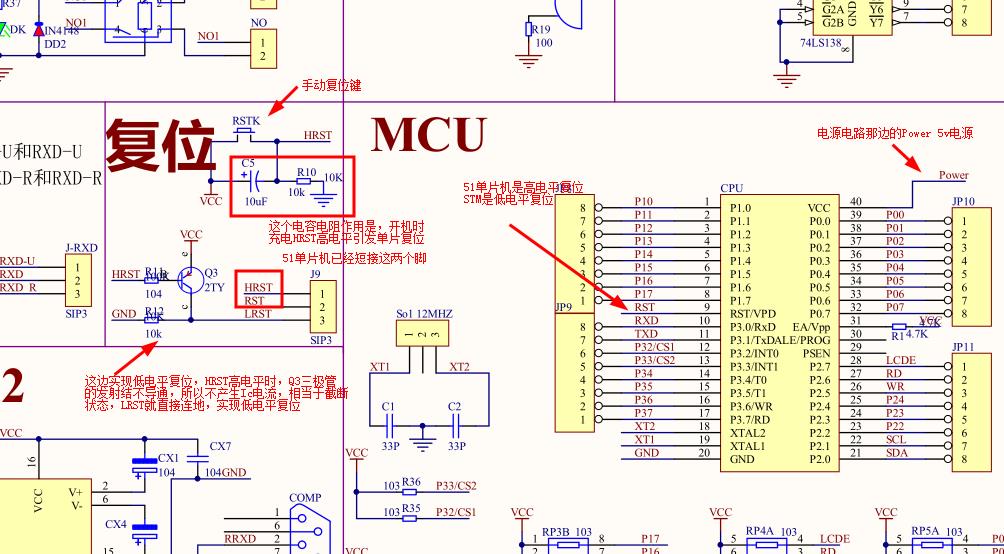 R37
DK
IN4148
DD2
NO1
NO
NO1
1
2
R19
100
4
5
G2A
G2B
GND
Y6
Y7
9
7
74LS138
8
7
8
手动复位键
复位
RSTK
HRST
C5
R10
10K
10k
10uF
VCC
MCU
-U和RXD-U
XD-R和RXD-R
电源电路那边的Power 5v电源
Power
51单片机是高电平复位
STM是低电平复位
这个电容电阻作用是，开机时
充电HRST高电平引发单片复位
51单片机已经短接这两个脚
CPU
JP10
P10 1 P1.0 VCC 40
P11 2 P1.1 P0.0 39 P00
P12 3 P1.2 P0.1 38 P01
P13 4 P1.3 P0.2 37 P02
P14 5 P1.4 P0.3 36 P03
P15 6 P1.5 P0.4 35 P04
P16 7 P1.6 P0.5 34 P05
P17 8 P1.7 P0.6 33 P06
RST 9 RST/VPD P0.7 32 P07
RXD 10 P3.0/RxD EA/Vpp 31
TXD 11 P3.1/TxD ALE/PROG 30
P32/CS1 12 P3.2/INT0 PSEN 29
P33/CS2 13 P3.3/INT1 P2.7 28 LCDE
P34 14 P3.4/T0 P2.6 27 RD
P35 15 P3.5/T1 P2.5 26 WR
P36 16 P3.6/WR P2.4 25 P24
P37 17 P3.7/RD P2.3 24 P23
XT2 18 XTAL2 P2.2 23 P22
XT1 19 XTAL1 P2.1 22 SCL
GND 20 GND P2.0 21 SDA
8
7
6
5
4
3
2
1
JP9
8
7
6
5
4
3
2
1
1
2
3
4
5
6
7
8
VCC
4.7K
JP11
1
2
3
4
5
6
7
8
J-RXD
RXD-U
RXD
RXD R
1
2
3
SIP3
VCC
e
HRST
104
Q3
2TY
c
GND
R12
10k
HRST
RST
LRST
J9
1
2
3
SIP3
So1 12MHZ
1 2 3
XT1
XT2
C1
C2
33P
33P
这边实现低电平复位，HRST高电平时，Q3三极管
的发射结不导通，所以不产生Ic电流，相当于截断
状态，LRST就直接连地，实现低电平复位
2
VCC
16
VCC
V+
V-
2
6
15
CX1
104
CX7
104
GND
CX4
COMP
1
6
2
RRXD
VCC
103 R36 P33/CS2
103 R35 P32/CS1
VCC
VCC
1
2
RP3B 103
8
7
P17
P16
VCC
5
6
RP4A 103
4
3
LCDE
RD
VCC
5
6
RP5A 103
4
3